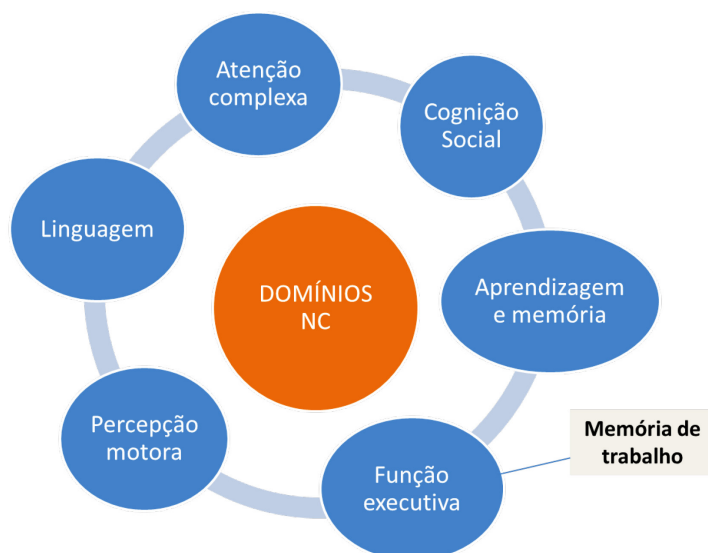 Atenção
complexa
Cognição
Social
Linguagem
DOMÍNIOS
NC
Aprendizagem
e memória
Percepção
motora
Função
executiva
Memória de
trabalho